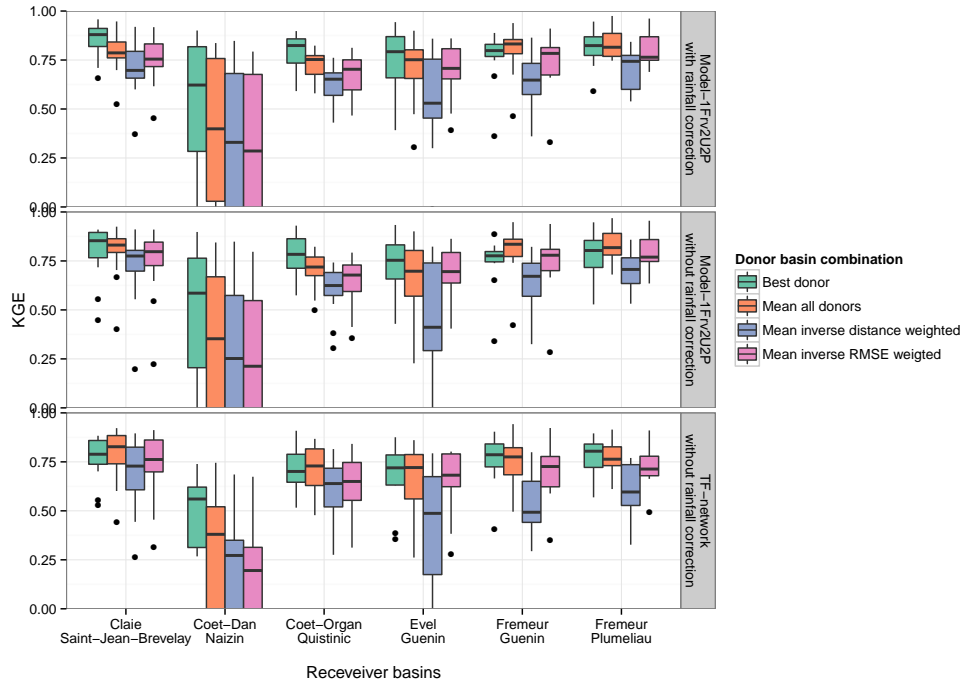 KGE
1.00
0.75
0.50
0.25
0.00
Model-1Frv2U2P
with rainfall correction
1.00
0.75
0.50
0.25
0.00
Model-1Frv2U2P
without rainfall correction
1.00
0.75
0.50
0.25
0.00
TF-network
without rainfall correction
Claie
Saint-Jean-Brevelay
Coet-Dan
Naizin
Coet-Organ
Quistinic
Evel
Guenin
Fremeur
Guenin
Fremeur
Plumeliau
Receveiver basins
Donor basin combination
Best donor
Mean all donors
Mean inverse distance weighted
Mean inverse RMSE weigted